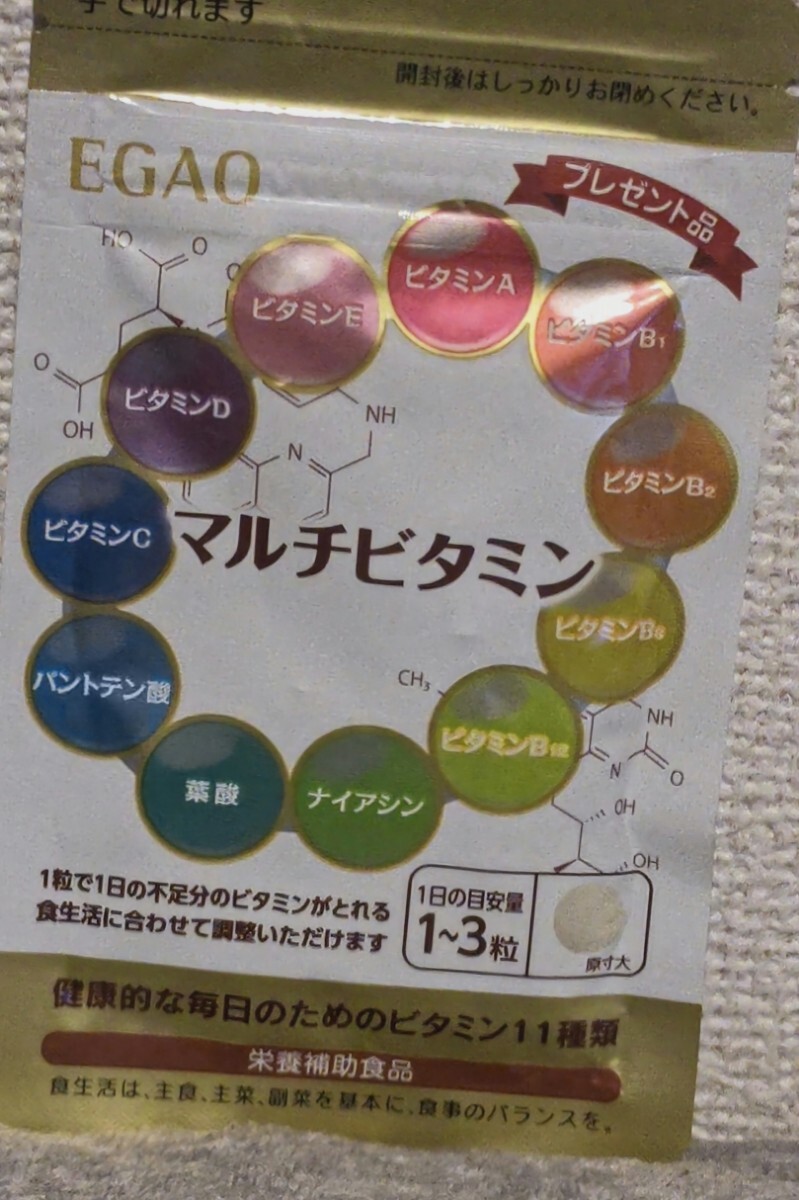 手で切れます
開封後はしっかりお閉めください。
EGAO
プレゼント品
HO
O
O
ビタミンE
ビタミンA
ビタミンB1
ビタミンD
O
OH
NH
N
ビタミンB2
ビタミンC
マルチビタミン
ビタミンB6
パントテン酸
CH3
ビタミンB12
NH
N
O
葉酸
ナイアシン
OH
OH
1粒で1日の不足分のビタミンがとれる
食生活に合わせて調整いただけます
1日の目安量
1~3粒
原寸大
健康的な毎日のためのビタミン11種類
栄養補助食品
食生活は、主食、主菜、副菜を基本に、食事のバランスを。